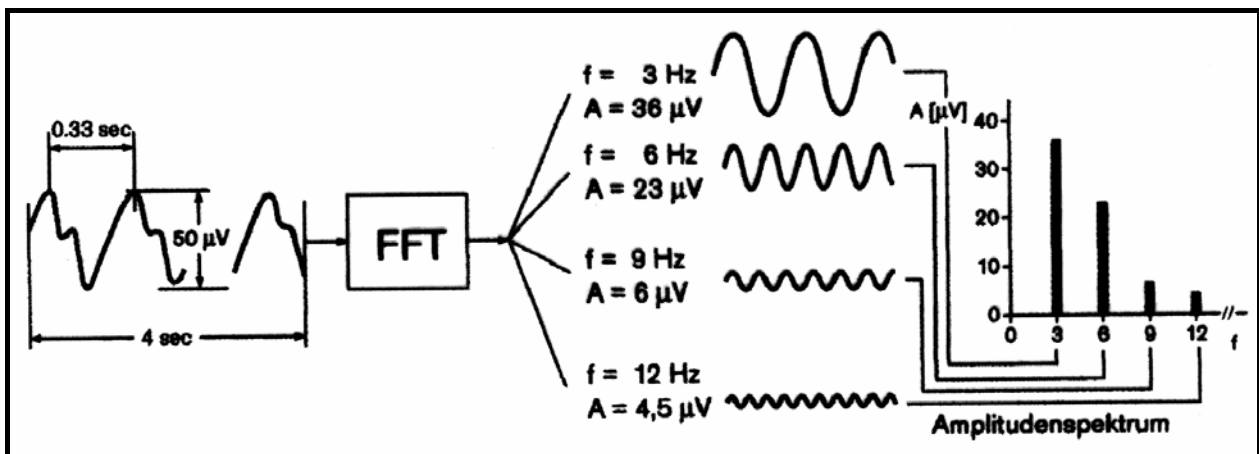 0.33 sec
50 µV
4 sec
FFT
f = 3 Hz
A = 36 µV
f = 6 Hz
A = 23 µV
f = 9 Hz
A = 6 µV
f = 12 Hz
A = 4,5 µV
A [µV]
40
30
20
10
0
0 3 6 9 12
f
Amplitudenspektrum